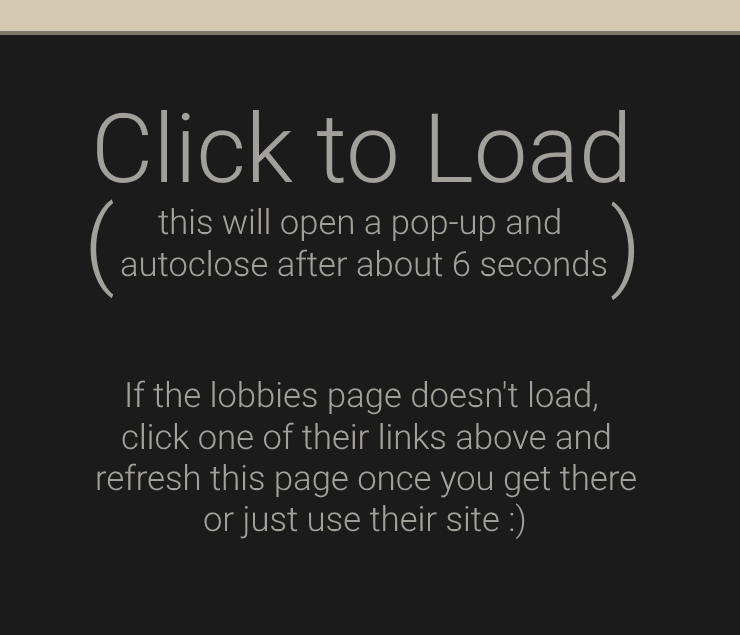 Click to Load
(this will open a pop-up and
autoclose after about 6 seconds)
If the lobbies page doesn't load,
click one of their links above and
refresh this page once you get there
or just use their site :)